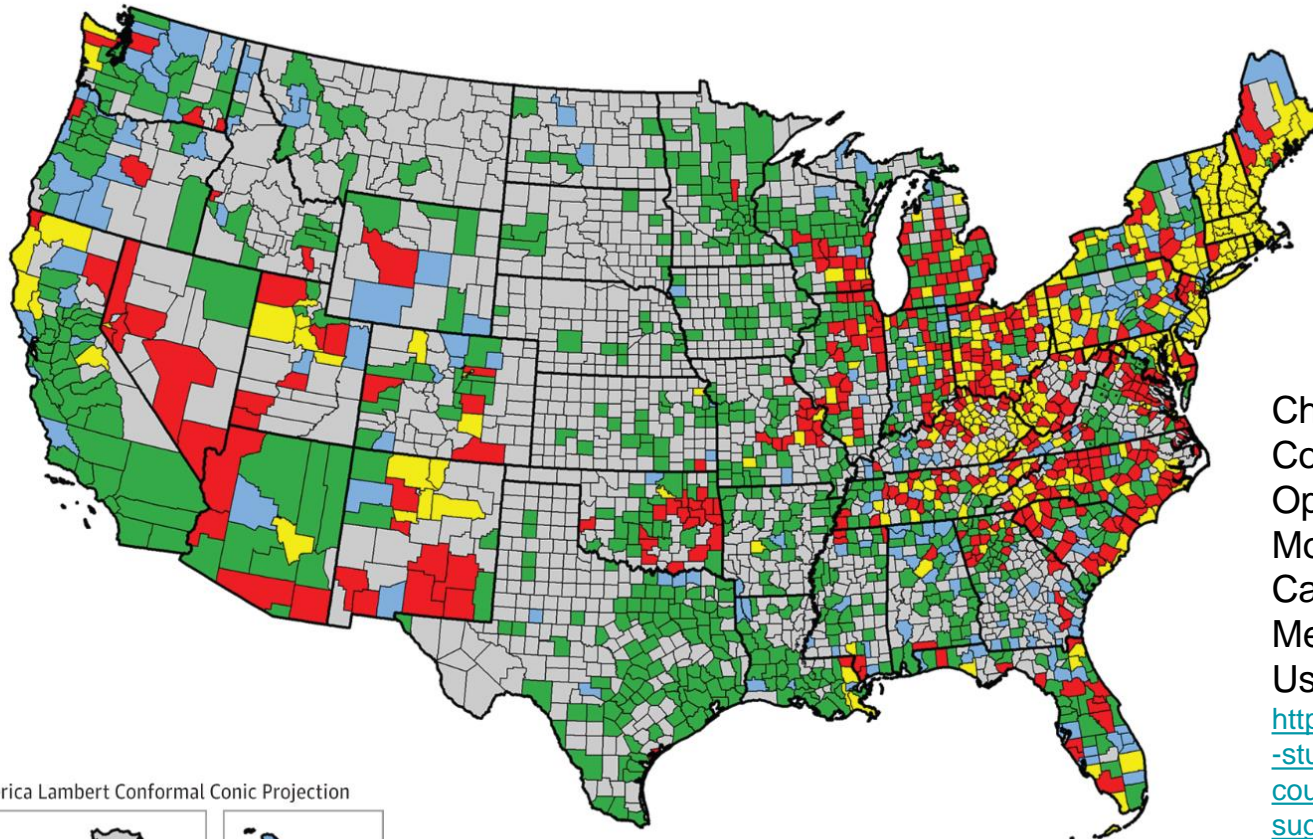 Ch
Co
Op
Mo
Ca
Me
Us
http
-stu
cou
suc
rica Lambert Conformal Conic Projection